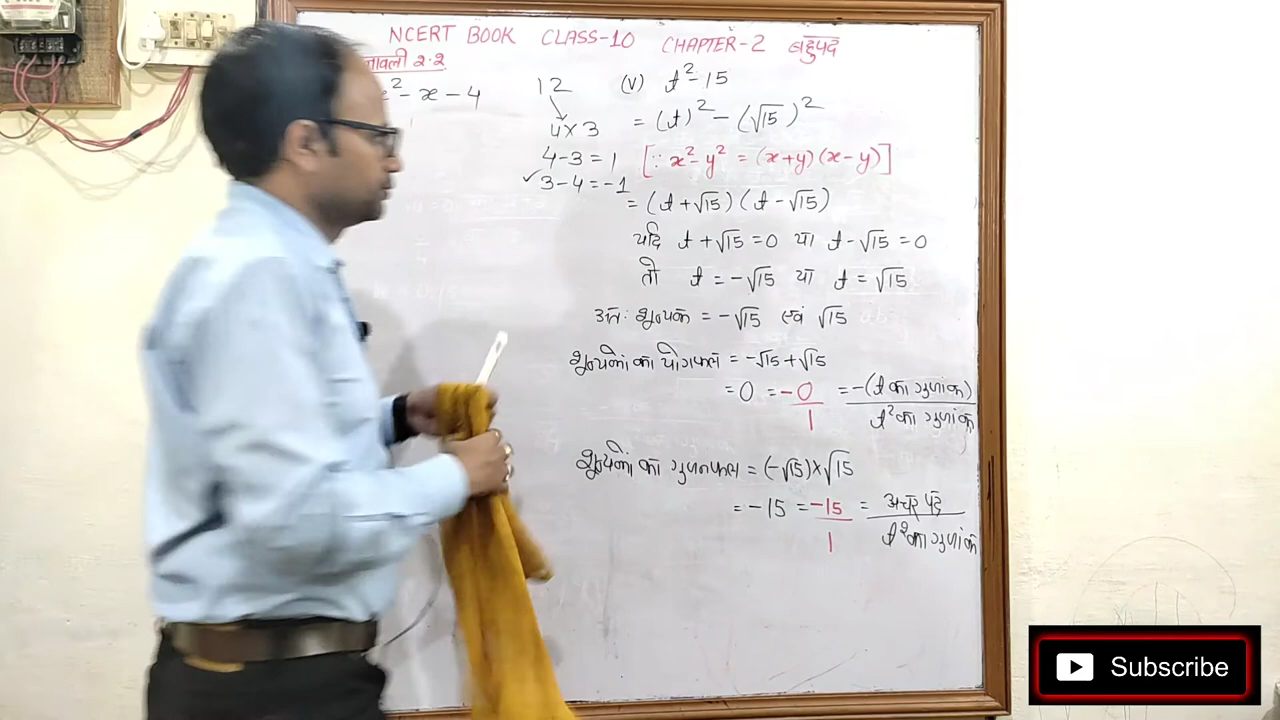 NCERT BOOK CLASS-10 CHAPTER-2 बहुपद
नावली 2.2
x² - x - 4
12
4 × 3
4 - 3 = 1
✓ 3 - 4 = -1
(v) t² - 15
= (t)² - (√15)²
[∵ x² - y² = (x+y) (x-y)]
= (t + √15) (t - √15)
यदि t + √15 = 0 या t - √15 = 0
तो t = -√15 या t = √15
अतः शून्यक = -√15 एवं √15
शून्यकों का योगफल = -√15 + √15
= 0 = -0/1 = -(t का गुणांक)/t² का गुणांक
शून्यकों का गुणनफल = (-√15) × √15
= -15 = -15/1 = अचर पद/t² का गुणांक
Subscribe